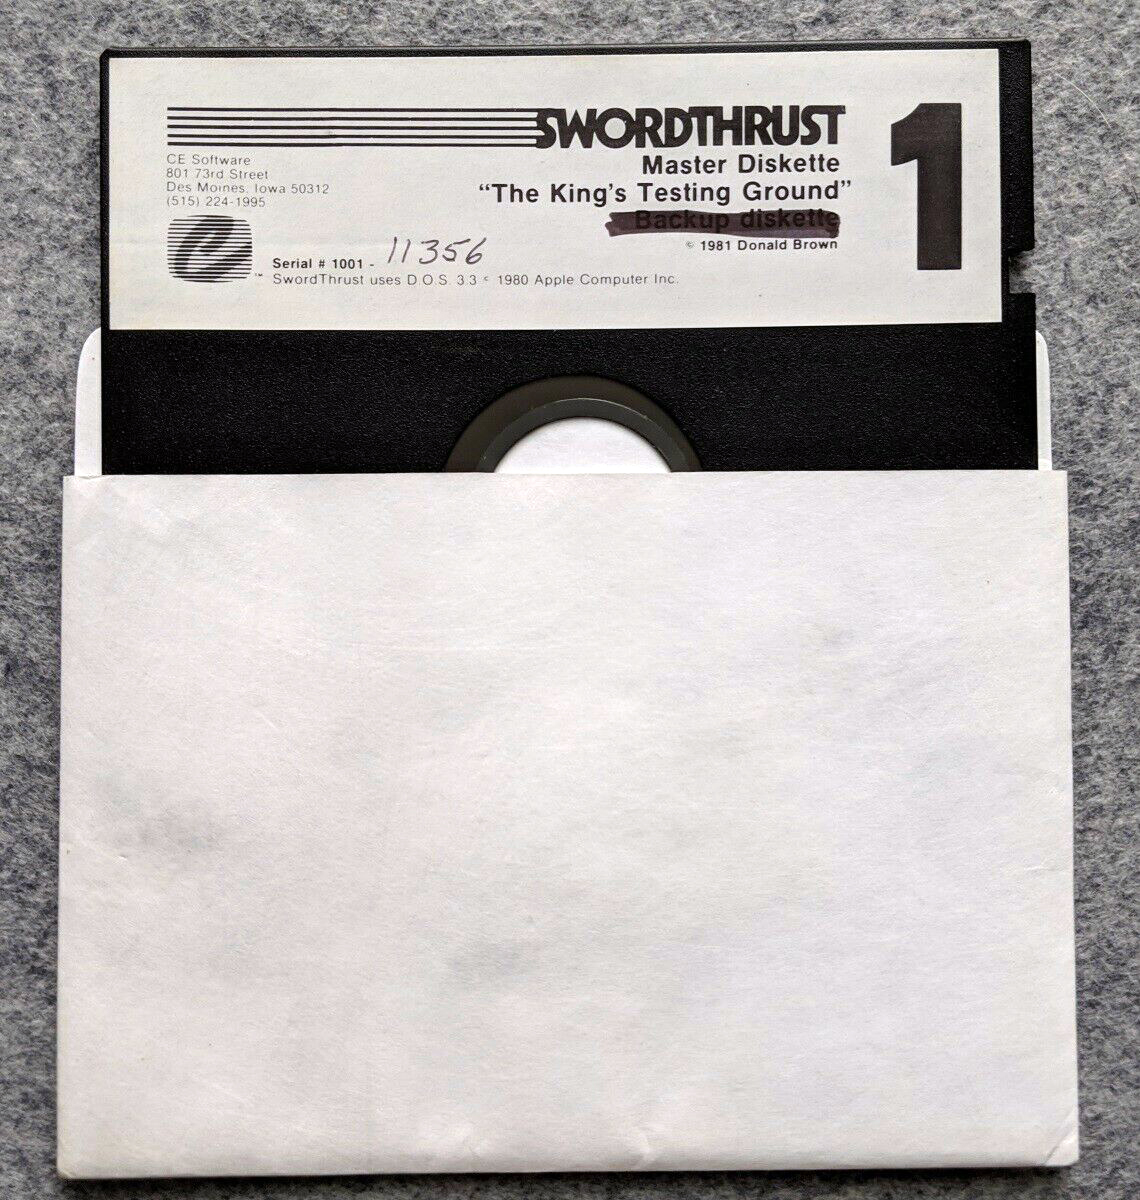 SWORDTHRUST
Master Diskette
“The King's Testing Ground”
Backup diskette
© 1981 Donald Brown
1
CE Software
801 73rd Street
Des Moines, Iowa 50312
(515) 224-1995
Serial # 1001 - 11356
™ SwordThrust uses D.O.S. 3.3 © 1980 Apple Computer Inc.